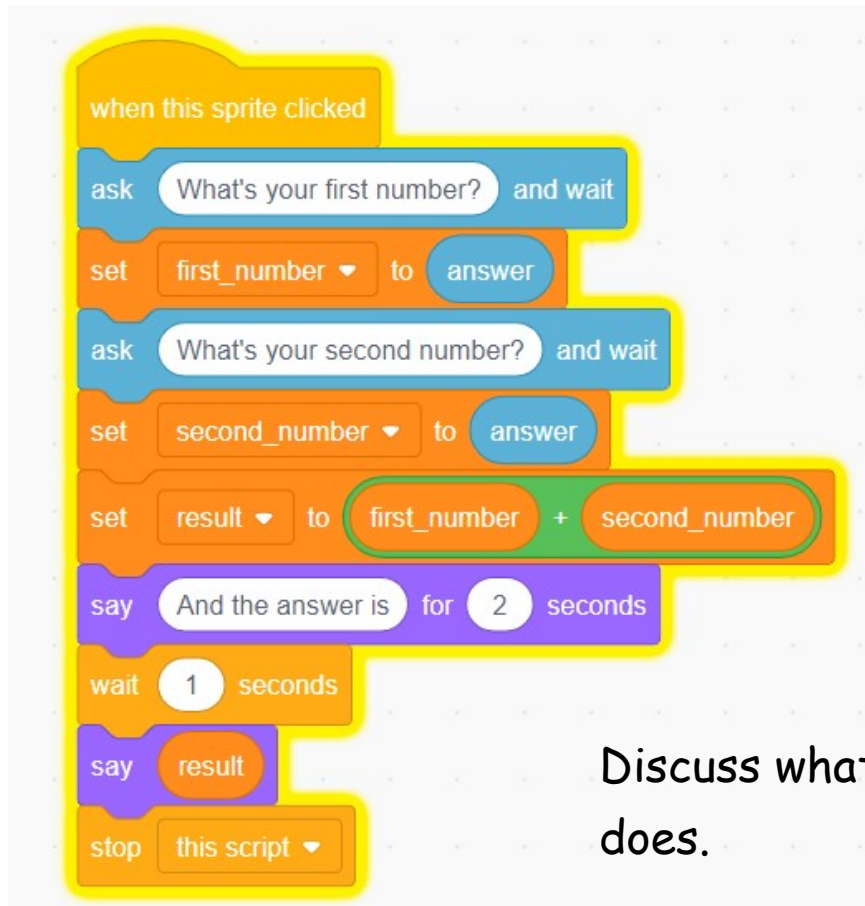 when this sprite clicked
ask What's your first number? and wait
set first_number to answer
ask What's your second number? and wait
set second_number to answer
set result to first_number + second_number
say And the answer is for 2 seconds
wait 1 seconds
say result
stop this script
Discuss what
does.